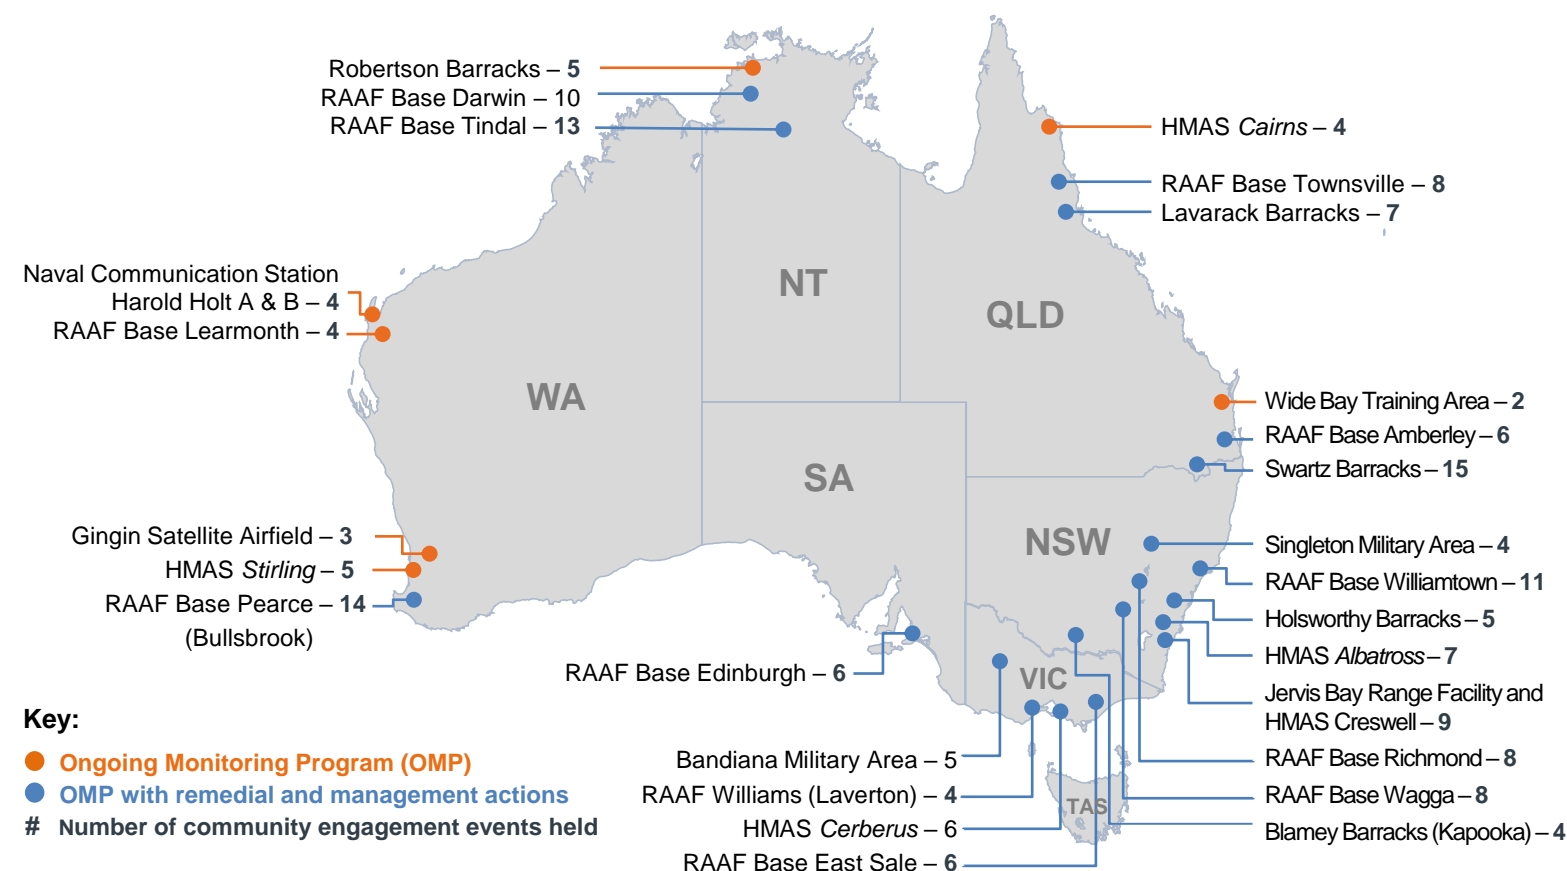 Robertson Barracks – 5
RAAF Base Darwin – 10
RAAF Base Tindal – 13
HMAS Cairns – 4
RAAF Base Townsville – 8
Lavarack Barracks – 7
Naval Communication Station
Harold Holt A & B – 4
RAAF Base Learmonth – 4
NT
QLD
WA
SA
NSW
VIC
TAS
Wide Bay Training Area – 2
RAAF Base Amberley – 6
Swartz Barracks – 15
Gingin Satellite Airfield – 3
HMAS Stirling – 5
RAAF Base Pearce – 14
(Bullsbrook)
Singleton Military Area – 4
RAAF Base Williamtown – 11
Holsworthy Barracks – 5
HMAS Albatross – 7
Jervis Bay Range Facility and
HMAS Creswell – 9
RAAF Base Richmond – 8
RAAF Base Wagga – 8
Blamey Barracks (Kapooka) – 4
RAAF Base Edinburgh – 6
Bandiana Military Area – 5
RAAF Williams (Laverton) – 4
HMAS Cerberus – 6
RAAF Base East Sale – 6
Key:
Ongoing Monitoring Program (OMP)
OMP with remedial and management actions
# Number of community engagement events held